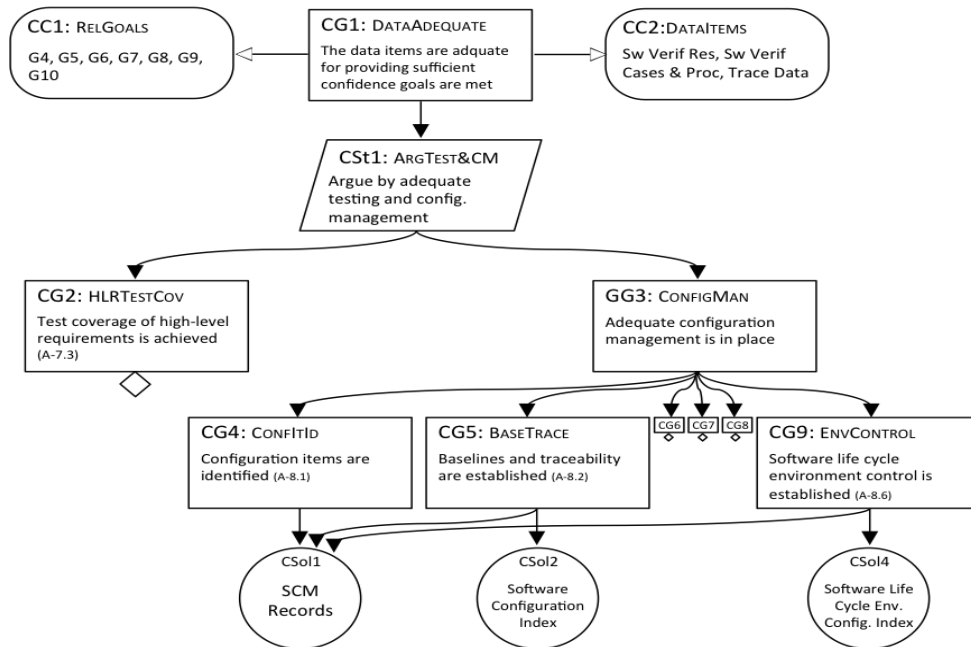 CC1: RELGOALS
G4, G5, G6, G7, G8, G9,
G10
CG1: DATAADEQUATE
The data items are adquate
for providing sufficient
confidence goals are met
CC2:DATAITEMS
Sw Verif Res, Sw Verif
Cases & Proc, Trace Data
CSt1: ARGTEST&CM
Argue by adequate
testing and config.
management
CG2: HLRTESTCOV
Test coverage of high-level
requirements is achieved
(A-7.3)
GG3: CONFIGMAN
Adequate configuration
management is in place
CG4: CONFITID
Configuration items are
identified (A-8.1)
CG5: BASETRACE
Baselines and traceability
are established (A-8.2)
CG6
CG7
CG8
CG9: ENVCONTROL
Software life cycle
environment control is
established (A-8.6)
CSol1
SCM
Records
CSol2
Software
Configuration
Index
CSol4
Software Life
Cycle Env.
Config. Index